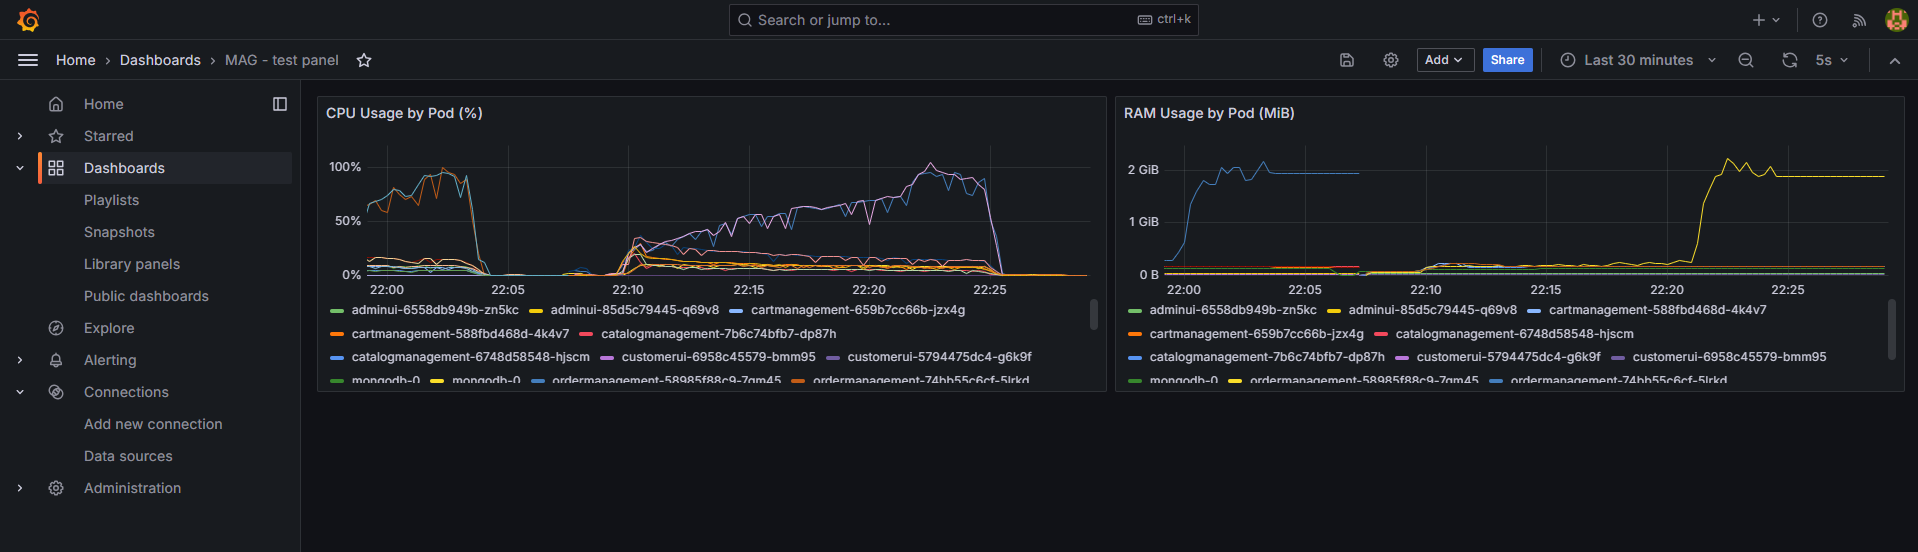 Search or jump to...
ctrl+k
Home › Dashboards › MAG - test panel
Add
Share
Last 30 minutes
5s
Home
Starred
Dashboards
Playlists
Snapshots
Library panels
Public dashboards
Explore
Alerting
Connections
Add new connection
Data sources
Administration
CPU Usage by Pod (%)
100%
50%
0%
22:00 22:05 22:10 22:15 22:20 22:25
adminui-6558db949b-zn5kc adminui-85d5c79445-q69v8 cartmanagement-659b7cc66b-jzx4g
cartmanagement-588fbd468d-4k4v7 catalogmanagement-7b6c74bfb7-dp87h
catalogmanagement-6748d58548-hjscm customerui-6958c45579-bmm95 customerui-5794475dc4-g6k9f
mongodb-0 mongodb-0 ordermanagement-58985f88c9-7qm45 ordermanagement-74bb55c6cf-5lrkd
RAM Usage by Pod (MiB)
2 GiB
1 GiB
0 B
22:00 22:05 22:10 22:15 22:20 22:25
adminui-6558db949b-zn5kc adminui-85d5c79445-q69v8 cartmanagement-588fbd468d-4k4v7
cartmanagement-659b7cc66b-jzx4g catalogmanagement-6748d58548-hjscm
catalogmanagement-7b6c74bfb7-dp87h customerui-5794475dc4-g6k9f customerui-6958c45579-bmm95
mongodb-0 ordermanagement-58985f88c9-7qm45 ordermanagement-74bb55c6cf-5lrkd